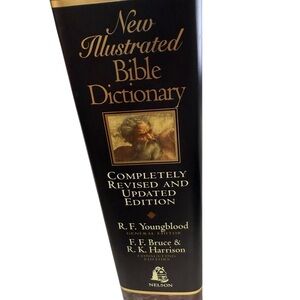 New
Illustrated
Bible
Dictionary
COMPLETELY
REVISED AND
UPDATED
EDITION
R. F. Youngblood
GENERAL EDITOR
F. F. Bruce &
R. K. Harrison
CONSULTING
EDITORS
NELSON